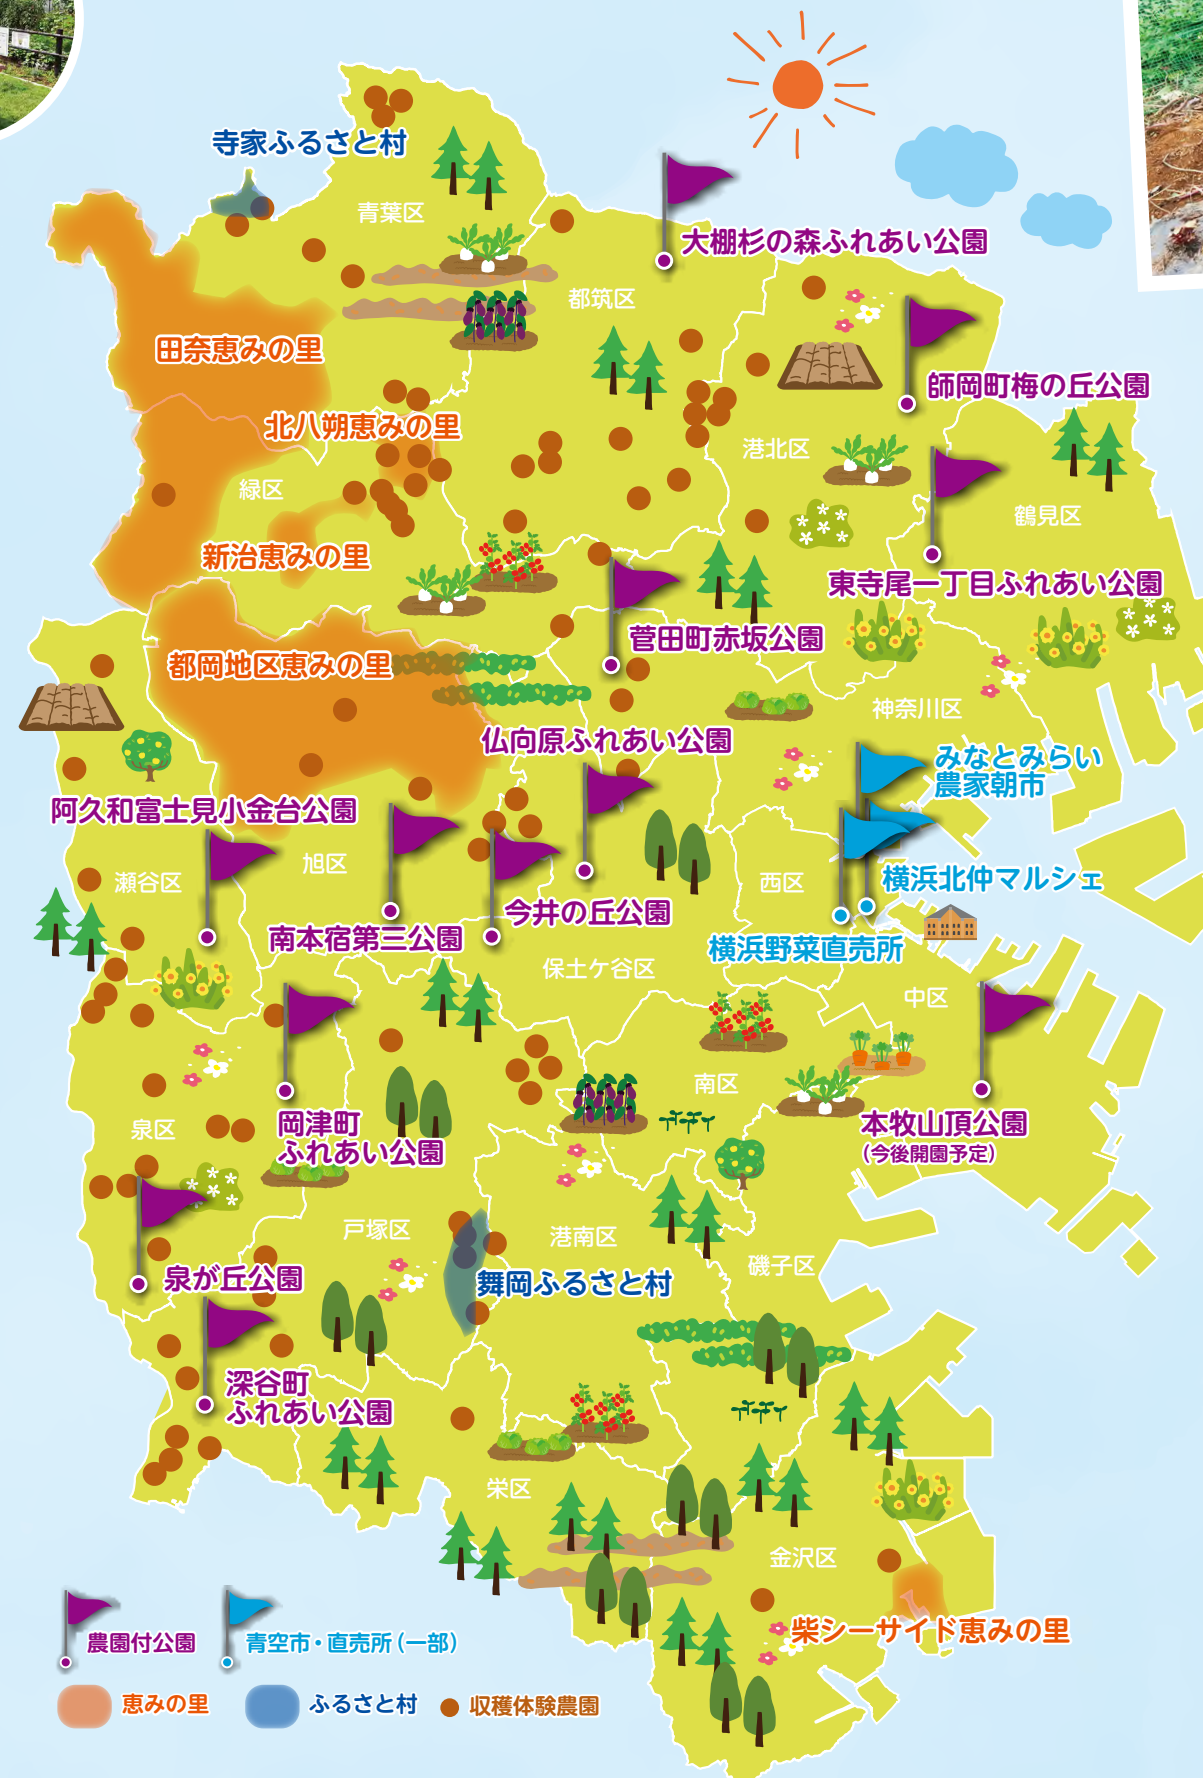 寺家ふるさと村
青葉区
大棚杉の森ふれあい公園
都筑区
田奈恵みの里
師岡町梅の丘公園
北八朔恵みの里
港北区
緑区
鶴見区
新治恵みの里
東寺尾一丁目ふれあい公園
菅田町赤坂公園
都岡地区恵みの里
神奈川区
仏向原ふれあい公園
みなとみらい
農家朝市
阿久和富士見小金台公園
旭区
瀬谷区
西区
横浜北仲マルシェ
今井の丘公園
南本宿第三公園
横浜野菜直売所
保土ケ谷区
中区
南区
岡津町
ふれあい公園
泉区
本牧山頂公園
(今後開園予定)
戸塚区
港南区
磯子区
泉が丘公園
舞岡ふるさと村
深谷町
ふれあい公園
栄区
金沢区
柴シーサイド恵みの里
農園付公園
青空市・直売所(一部)
恵みの里
ふるさと村
収穫体験農園